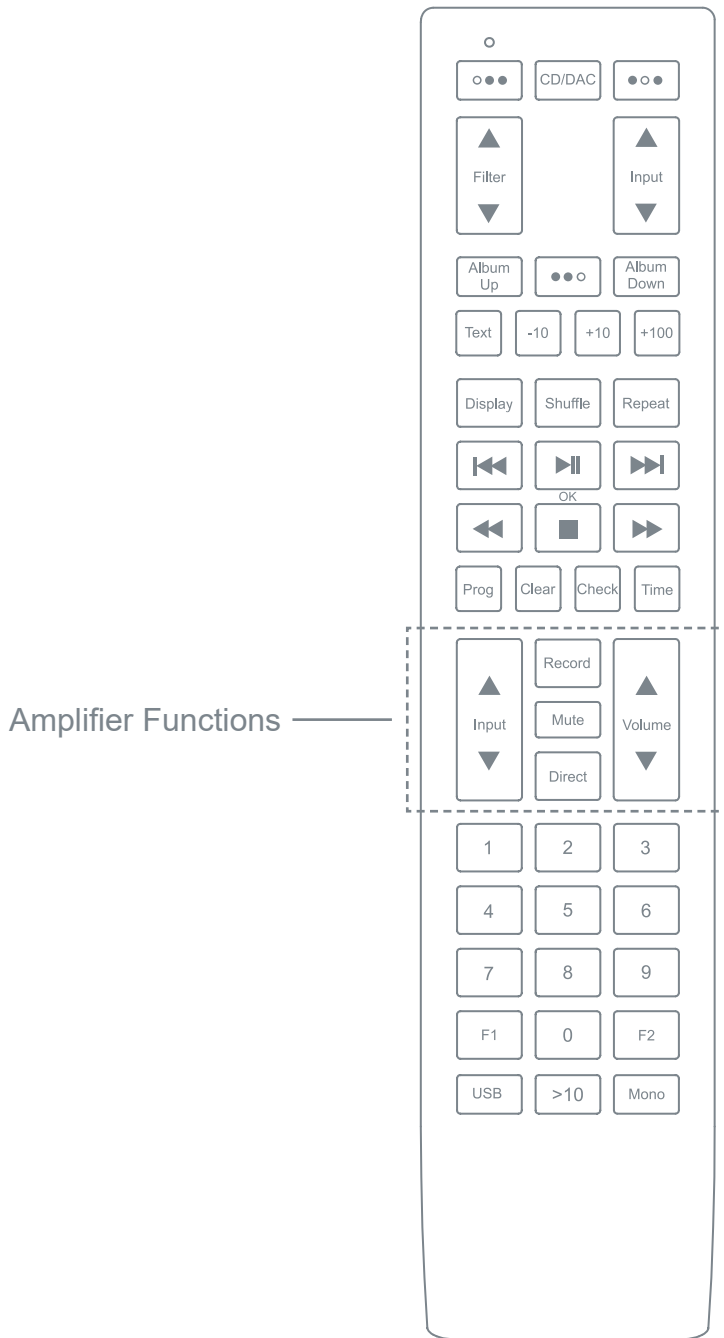 CD/DAC
Filter
Input
Album
Up
Album
Down
Text -10 +10 +100
Display Shuffle Repeat
OK
Prog Clear Check Time
Amplifier Functions
Input
Record
Mute
Direct
Volume
1 2 3
4 5 6
7 8 9
F1 0 F2
USB >10 Mono